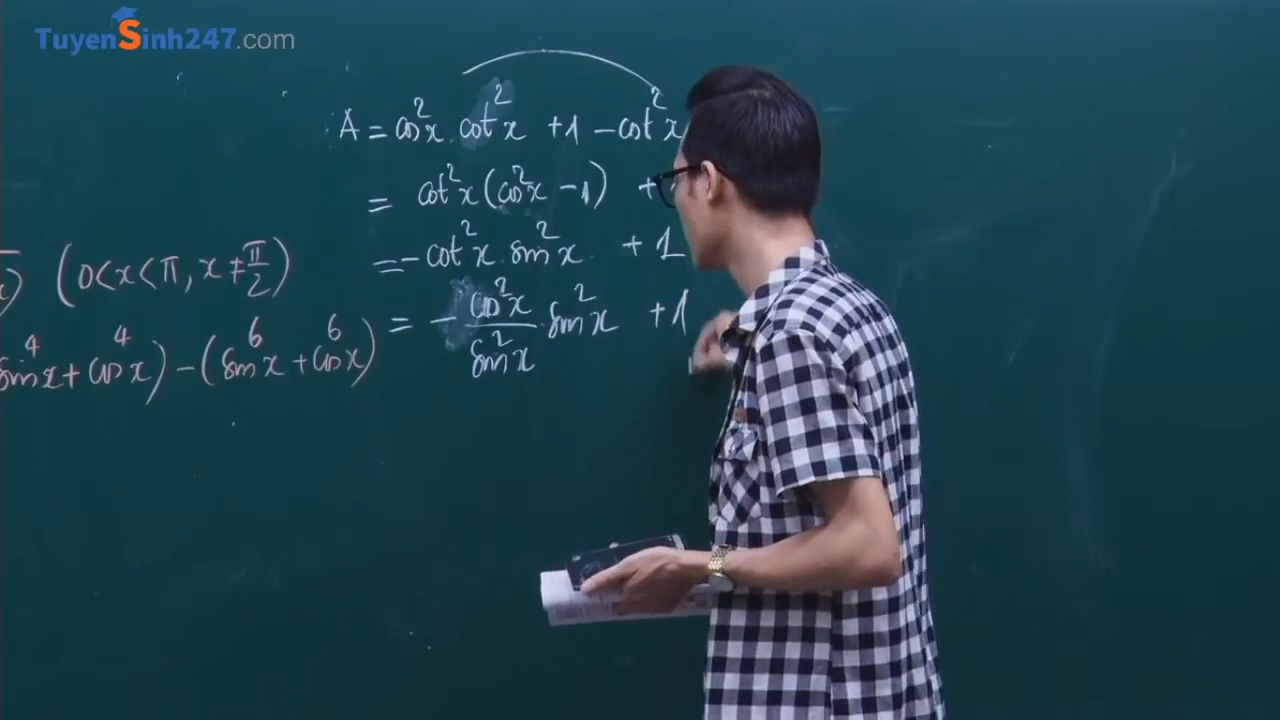 TuyenSinh247.com
A = cos²x . cot²x + 1 - cot²x
= cot²x (cos²x - 1) +
= - cot²x . sin²x . + 1
x) (0 < x < π, x ≠ π/2)
= - cos²x/sin²x . sin²x + 1
sin⁴x + cos⁴x) - (sin⁶x + cos⁶x)